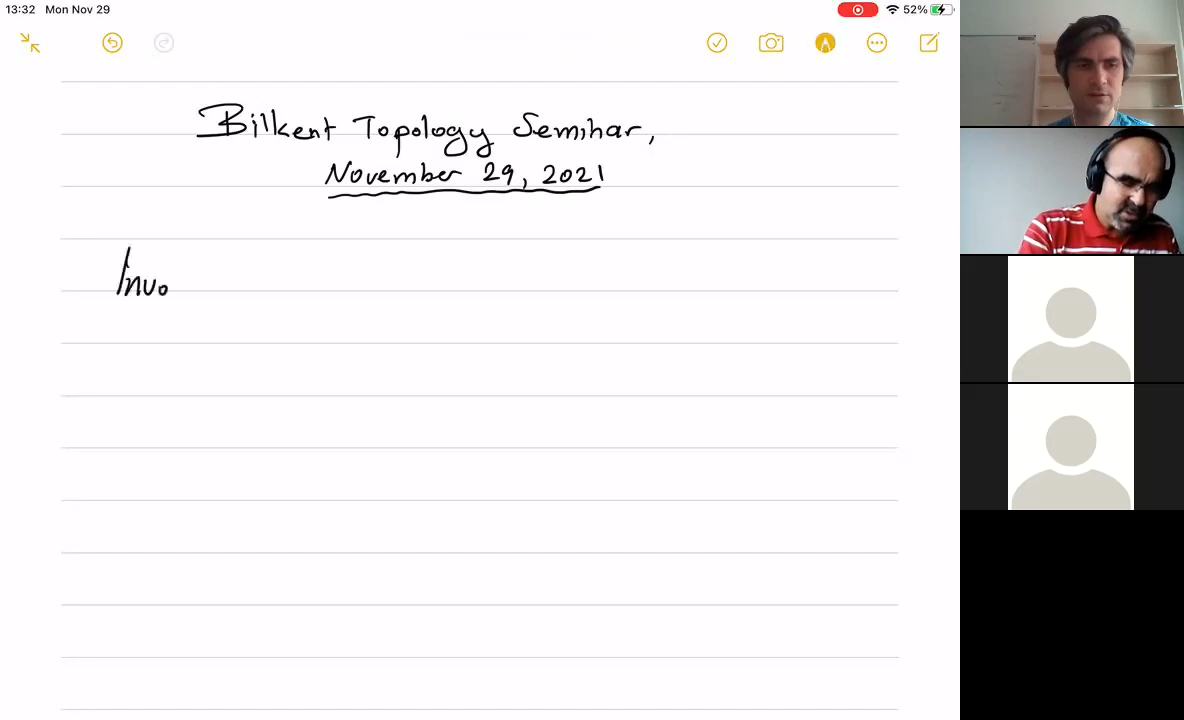 13:32 Mon Nov 29 52%
Bilkent Topology Seminar,
November 29, 2021
Invo